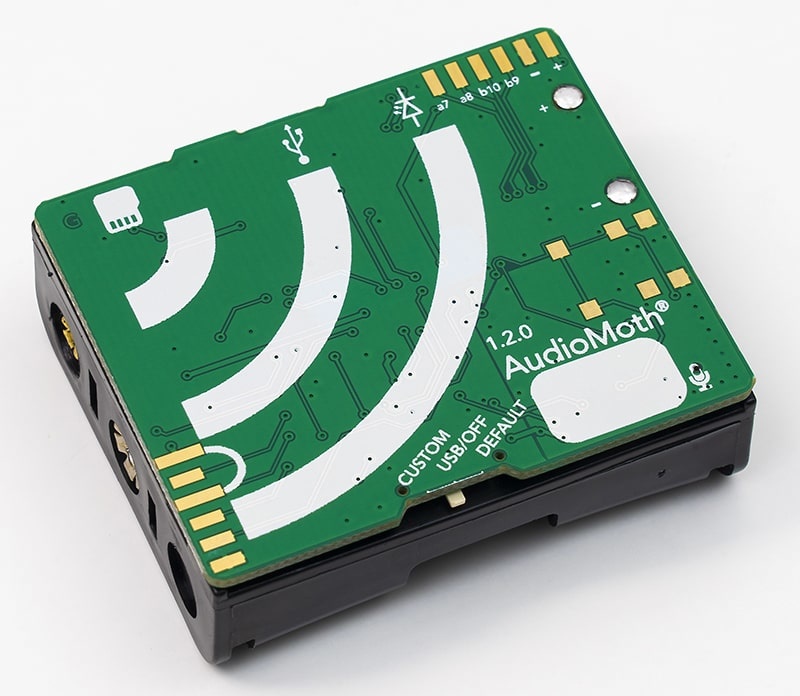 a7 a8 b10 b9 - +
+
-
1.2.0
AudioMoth®
CUSTOM
USB/OFF
DEFAULT